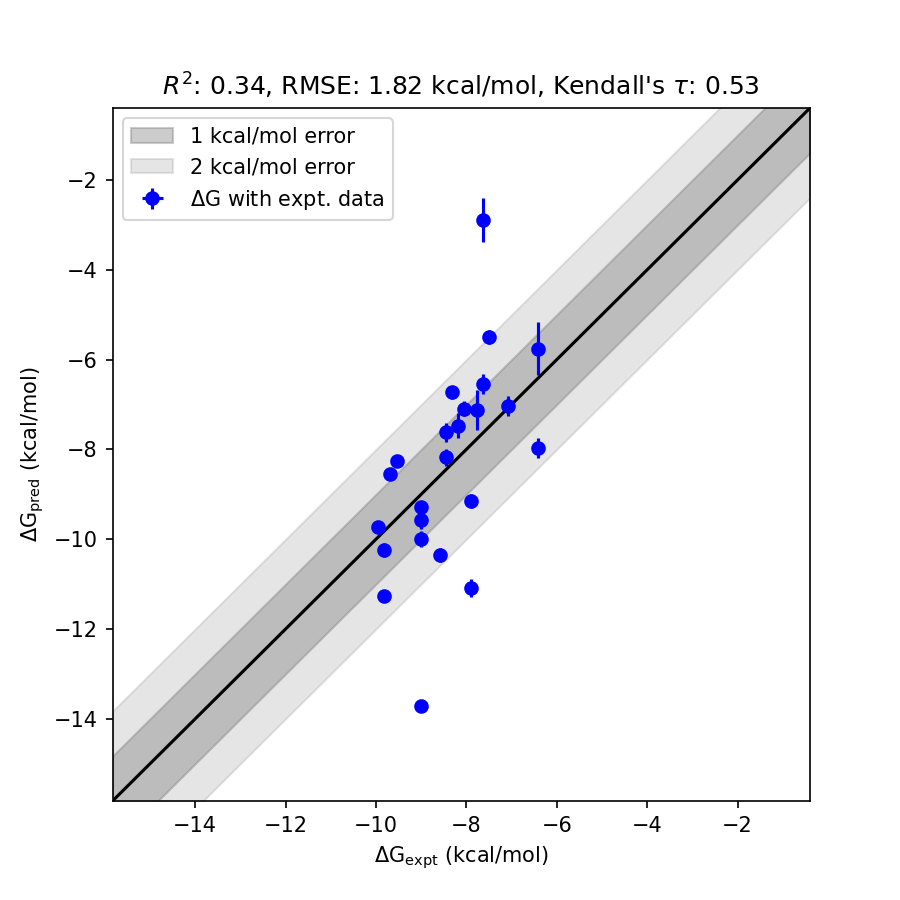 R²: 0.34, RMSE: 1.82 kcal/mol, Kendall's τ: 0.53
1 kcal/mol error
2 kcal/mol error
ΔG with expt. data
−2
−4
−6
−8
−10
−12
−14
ΔGpred (kcal/mol)
−14 −12 −10 −8 −6 −4 −2
ΔGexpt (kcal/mol)